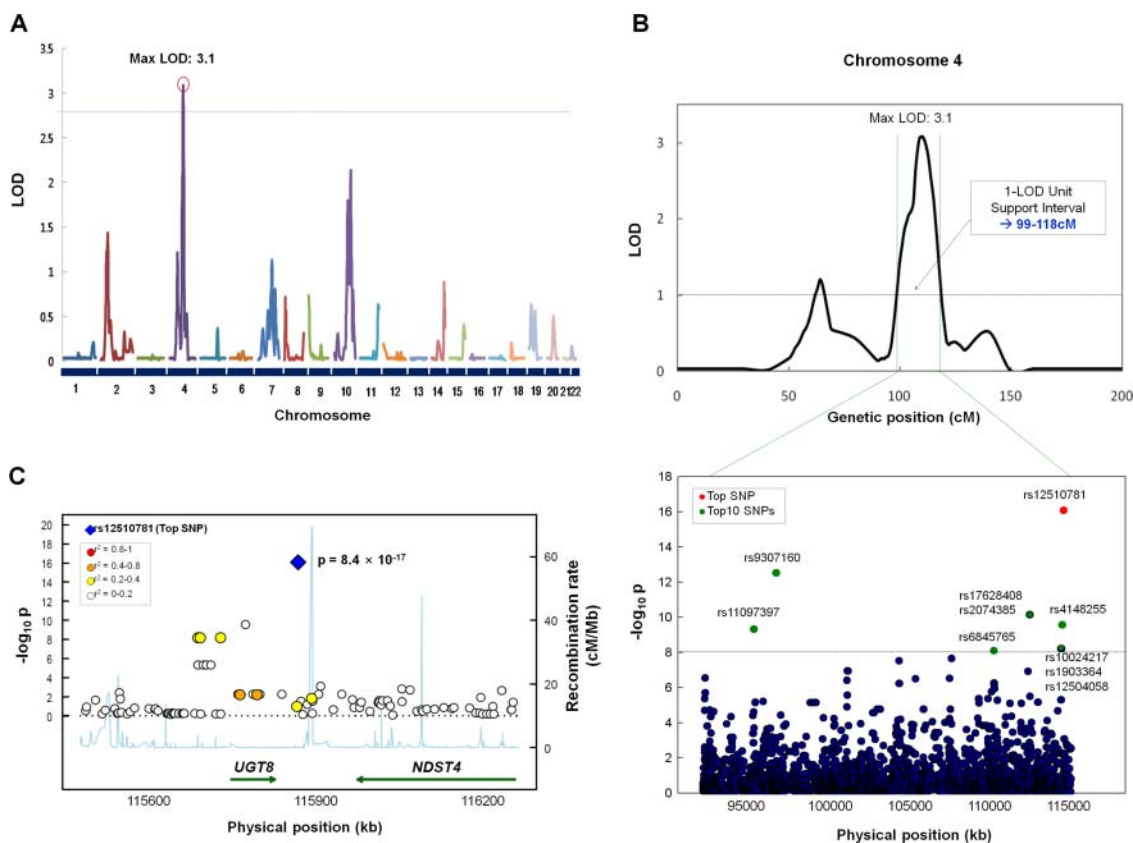 A
Max LOD: 3.1
3.5
3
2.5
2
1.5
1
0.5
0
LOD
1 2 3 4 5 6 7 8 9 10 11 12 13 14 15 16 17 18 19 20 2122
Chromosome
B
Chromosome 4
Max LOD: 3.1
3
2
1
0
LOD
1-LOD Unit
Support Interval
→ 99-118cM
0 50 100 150 200
Genetic position (cM)
18
16
14
12
10
8
6
4
2
0
-log10 p
Top SNP
Top10 SNPs
rs12510781
rs9307160
rs11097397
rs17628408
rs2074385
rs4148255
rs6845765
rs10024217
rs1903364
rs12504058
95000 100000 105000 110000 115000
Physical position (kb)
C
rs12510781 (Top SNP)
r² = 0.8-1
r² = 0.4-0.8
r² = 0.2-0.4
r² = 0-0.2
p = 8.4 × 10⁻¹⁷
20
18
16
14
12
10
8
6
4
2
0
-log10 p
60
40
20
0
Recombination rate
(cM/Mb)
UGT8 NDST4
115600 115900 116200
Physical position (kb)